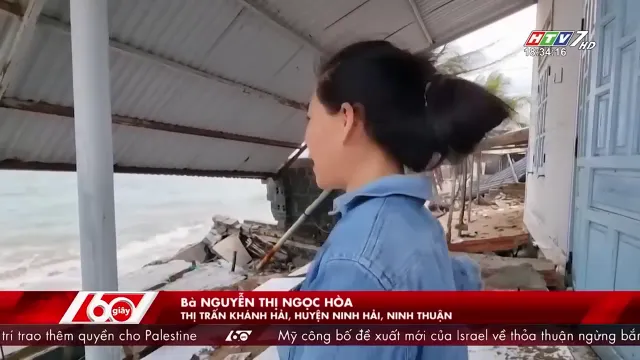 HTV7 HD
18:34:16
Bà NGUYỄN THỊ NGỌC HÒA
THỊ TRẤN KHÁNH HẢI, HUYỆN NINH HẢI, NINH THUẬN
60 giây
trí trao thêm quyền cho Palestine
Mỹ công bố đề xuất mới của Israel về thỏa thuận ngừng bắ